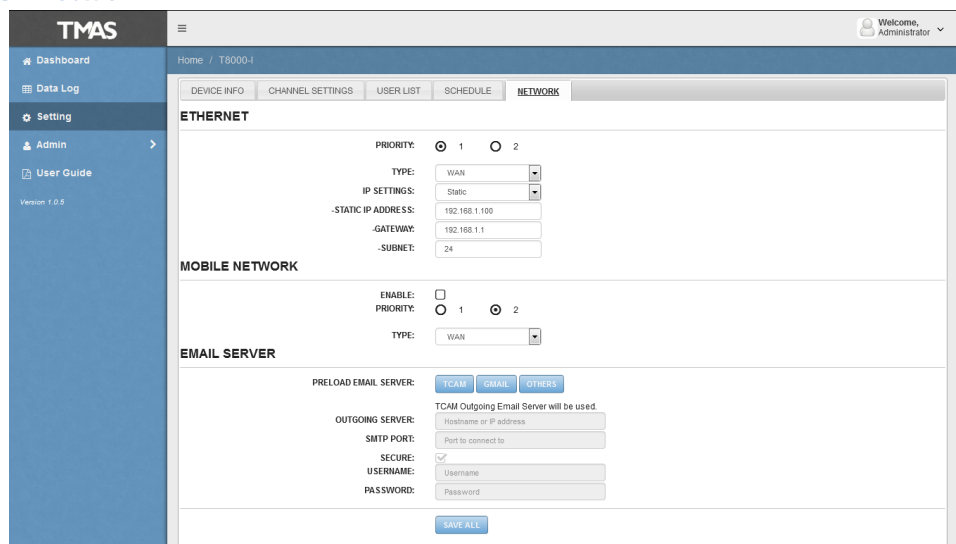 TMAS
Welcome,
Administrator
Dashboard
Data Log
Setting
Admin
User Guide
Version 1.0.5
Home / T8000-I
DEVICE INFO CHANNEL SETTINGS USER LIST SCHEDULE NETWORK
ETHERNET
PRIORITY: 1 2
TYPE: WAN
IP SETTINGS: Static
-STATIC IP ADDRESS: 192.168.1.100
-GATEWAY: 192.168.1.1
-SUBNET: 24
MOBILE NETWORK
ENABLE:
PRIORITY: 1 2
TYPE: WAN
EMAIL SERVER
PRELOAD EMAIL SERVER: TCAM GMAIL OTHERS
TCAM Outgoing Email Server will be used.
OUTGOING SERVER: Hostname or IP address
SMTP PORT: Port to connect to
SECURE:
USERNAME: Username
PASSWORD: Password
SAVE ALL